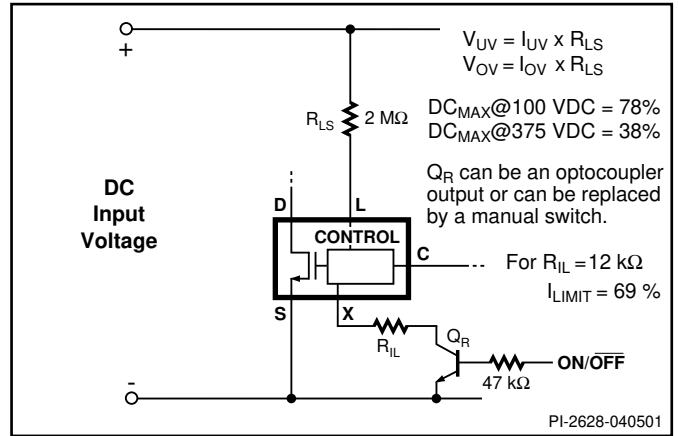 +
V_UV = I_UV x R_LS
V_OV = I_OV x R_LS
R_LS
2 MΩ
DC_MAX@100 VDC = 78%
DC_MAX@375 VDC = 38%
Q_R can be an optocoupler
output or can be replaced
by a manual switch.
DC
Input
Voltage
D
L
CONTROL
C
For R_IL = 12 kΩ
I_LIMIT = 69 %
S
X
R_IL
Q_R
47 kΩ
ON/O̅F̅F̅
-
PI-2628-040501